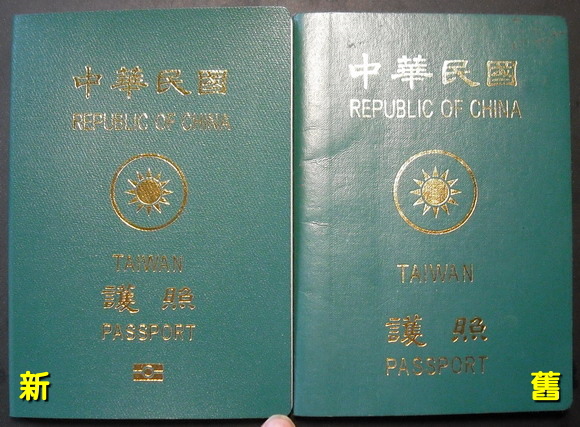 中華民國
REPUBLIC OF CHINA
TAIWAN
護照
PASSPORT
新
中華民國
REPUBLIC OF CHINA
TAIWAN
護照
PASSPORT
舊